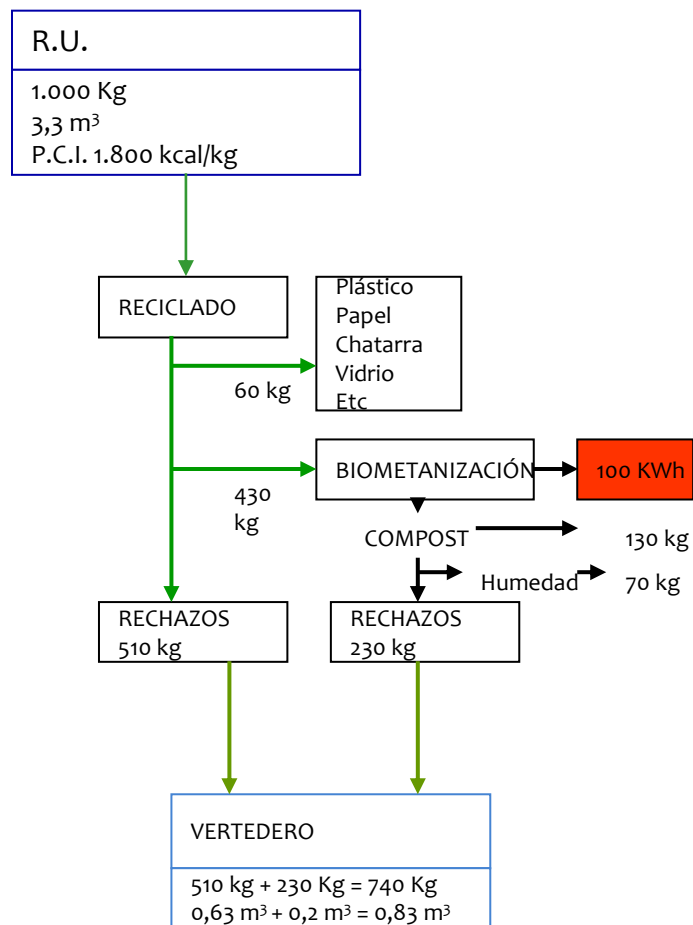 R.U.
1.000 Kg
3,3 m³
P.C.I. 1.800 kcal/kg
RECICLADO
Plástico
Papel
Chatarra
Vidrio
Etc
60 kg
BIOMETANIZACIÓN
100 KWh
430
kg
COMPOST
130 kg
Humedad
70 kg
RECHAZOS
510 kg
RECHAZOS
230 kg
VERTEDERO
510 kg + 230 Kg = 740 Kg
0,63 m³ + 0,2 m³ = 0,83 m³